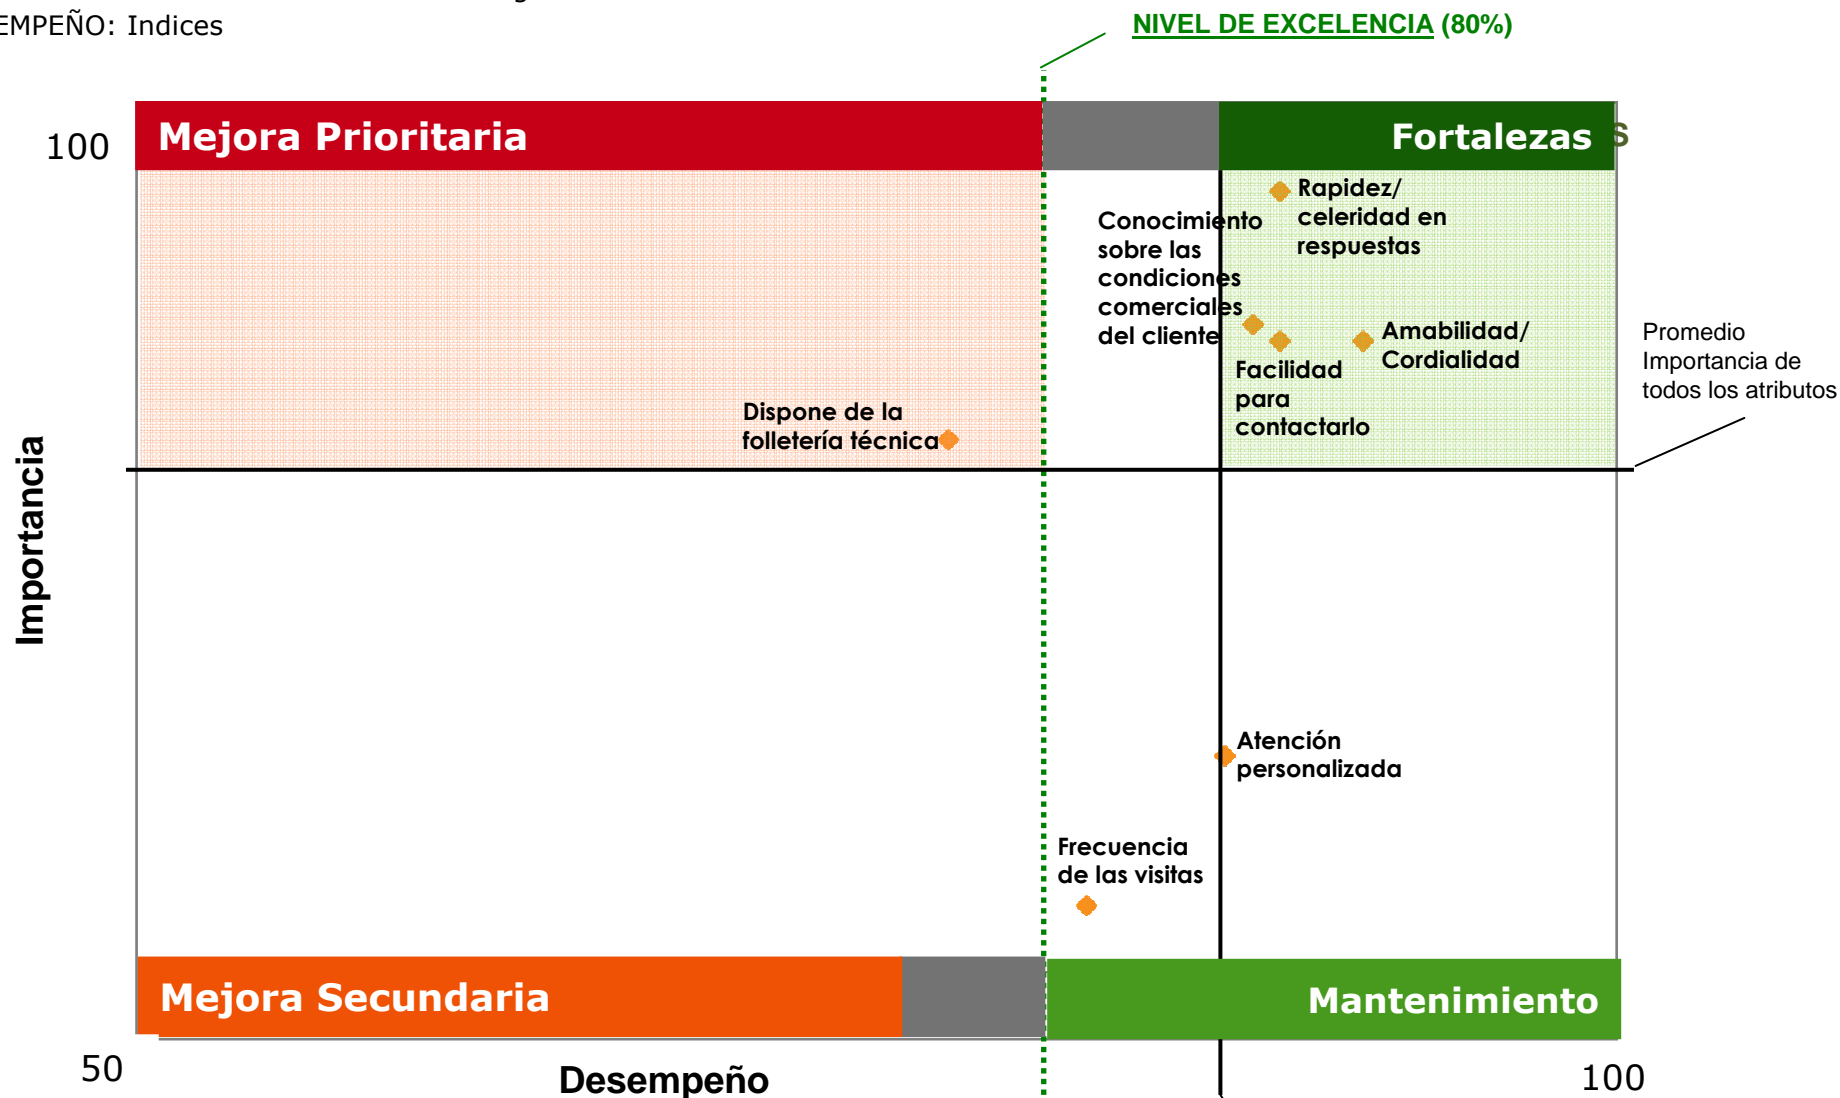 EMPEÑO: Indices
NIVEL DE EXCELENCIA (80%)
100
Mejora Prioritaria
Fortalezas
s
Rapidez/
celeridad en
respuestas
Conocimiento
sobre las
condiciones
comerciales
del cliente
Amabilidad/
Cordialidad
Facilidad
para
contactarlo
Promedio
Importancia de
todos los atributos
Dispone de la
folletería técnica
Importancia
Atención
personalizada
Frecuencia
de las visitas
Mejora Secundaria
Mantenimiento
50
Desempeño
100